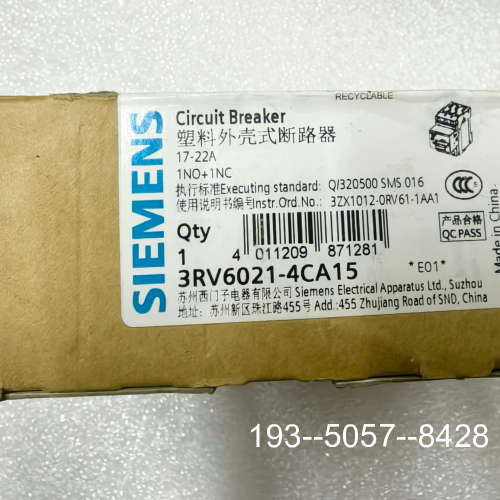 RECYCLABLE
SIEMENS
Circuit Breaker
塑料外壳式断路器
17-22A
1NO+1NC
执行标准Executing standard: Q/320500 SMS 016
使用说明书编号Instr.Ord.No.: 3ZX1012-0RV61-1AA1
CCC
产品合格
QC PASS
Made in China
Qty
1
4 011209 871281
3RV6021-4CA15
*E01*
苏州西门子电器有限公司 Siemens Electrical Apparatus Ltd., Suzhou
地址: 苏州新区珠江路455号 Add.:455 Zhujiang Road of SND, China
193--5057--8428